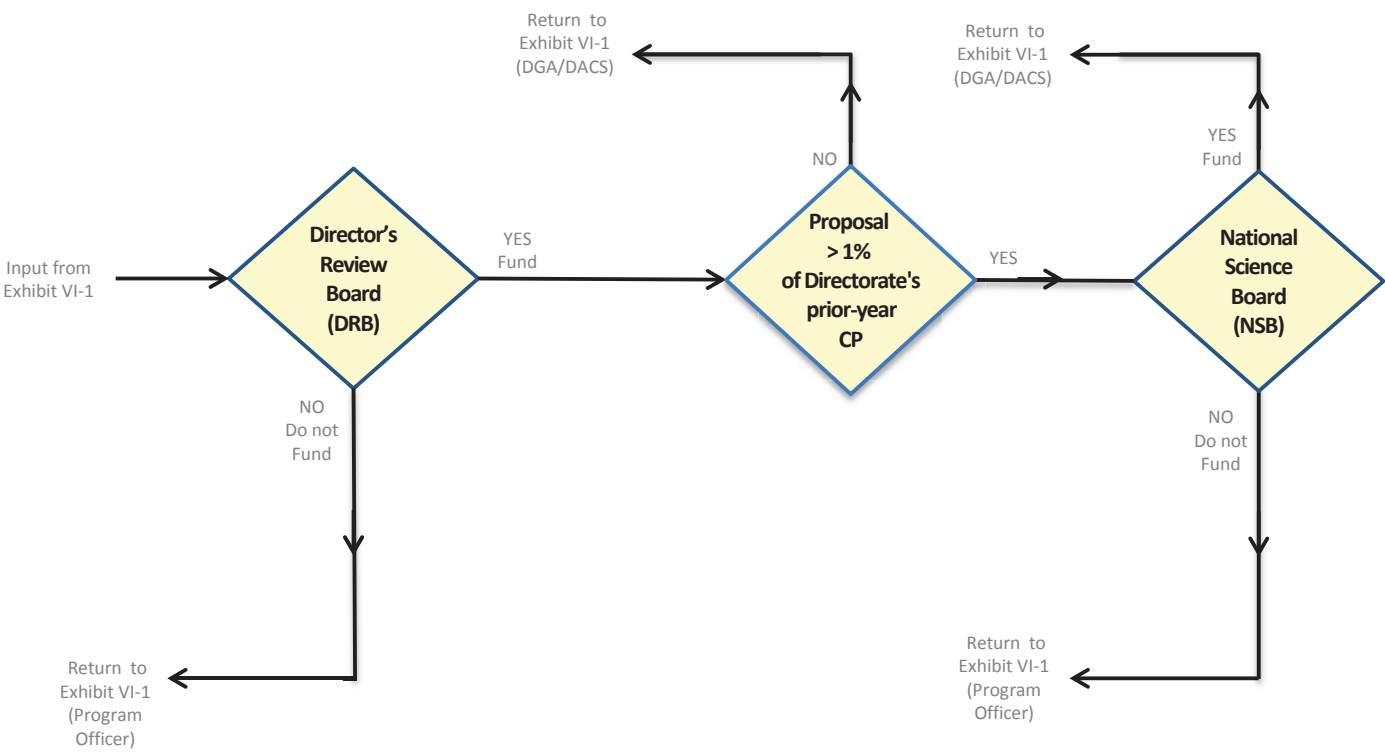 Return to
Exhibit VI-1
(DGA/DACS)
Return to
Exhibit VI-1
(DGA/DACS)
NO
YES
Fund
Input from
Exhibit VI-1
Director's
Review
Board
(DRB)
YES
Fund
Proposal
> 1%
of Directorate's
prior-year
CP
YES
National
Science
Board
(NSB)
NO
Do not
Fund
NO
Do not
Fund
Return to
Exhibit VI-1
(Program
Officer)
Return to
Exhibit VI-1
(Program
Officer)